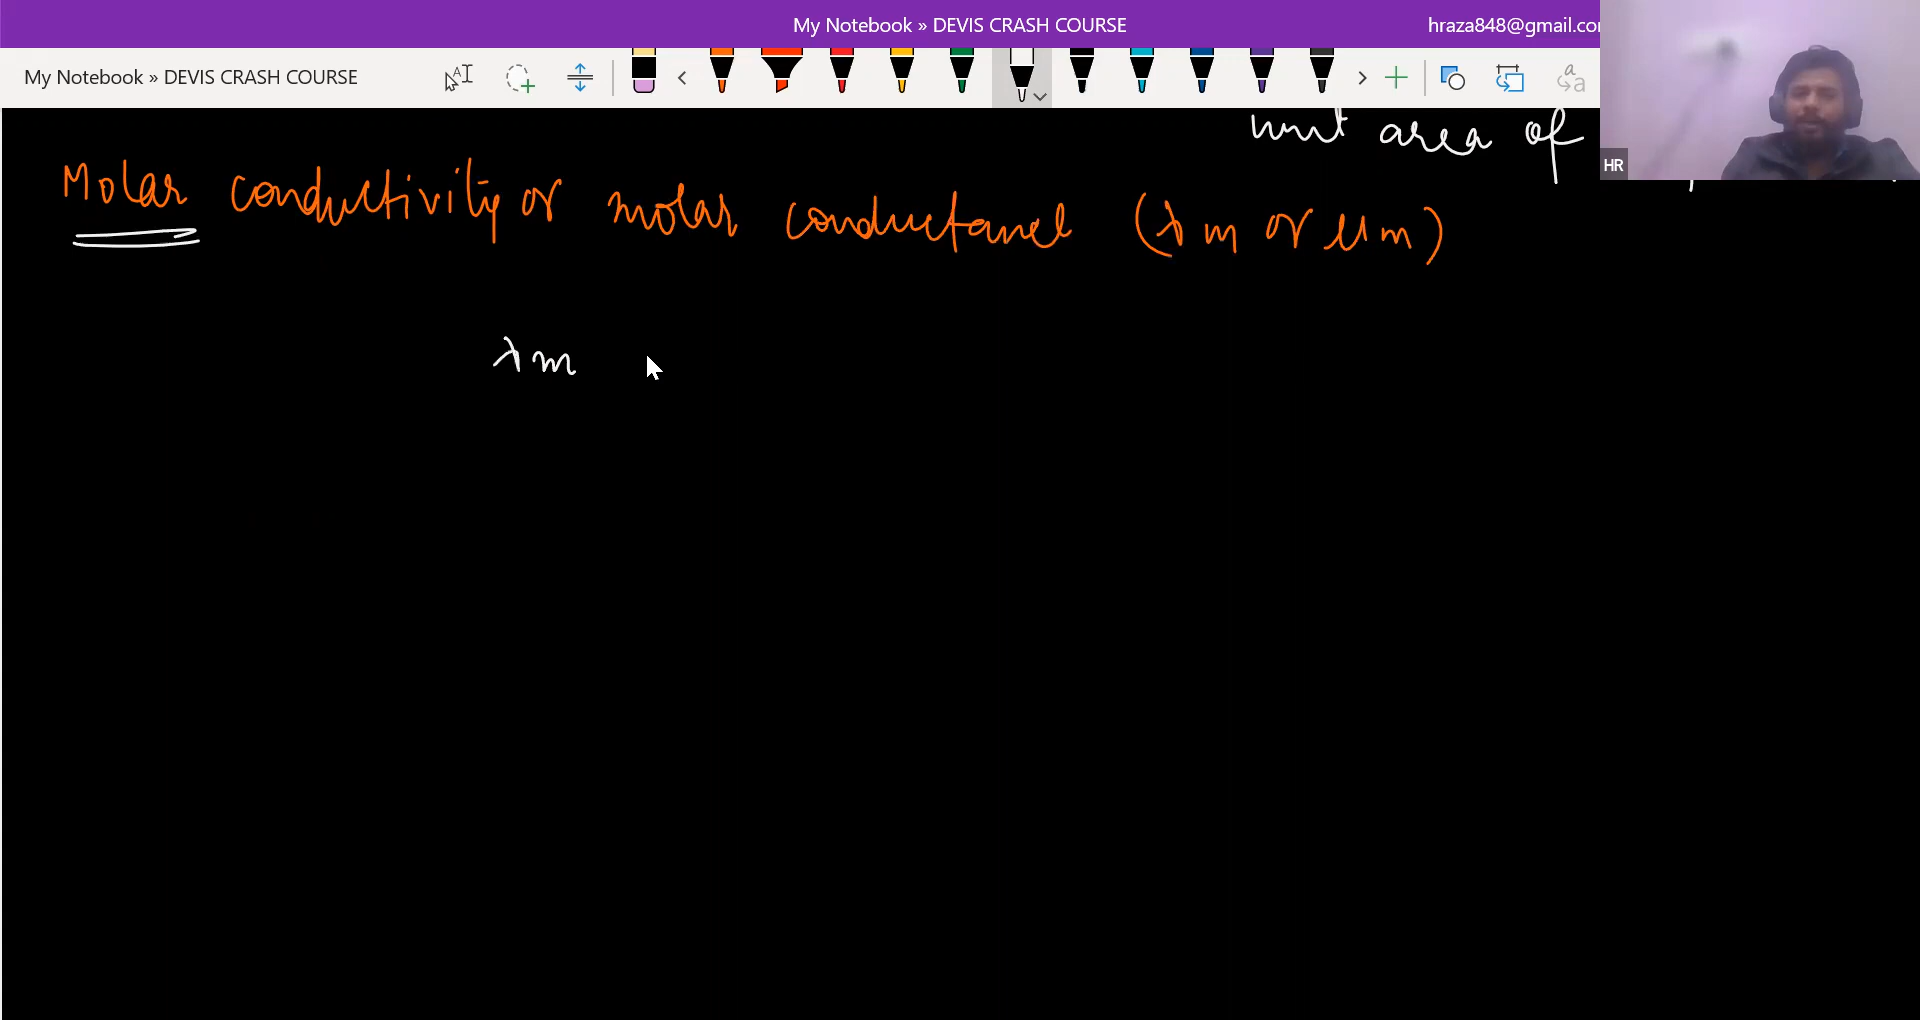 My Notebook » DEVIS CRASH COURSE
hraza848@gmail.co
My Notebook » DEVIS CRASH COURSE
HR
unit area of
Molar conductivity or molar conductance (λm or μm)
λm